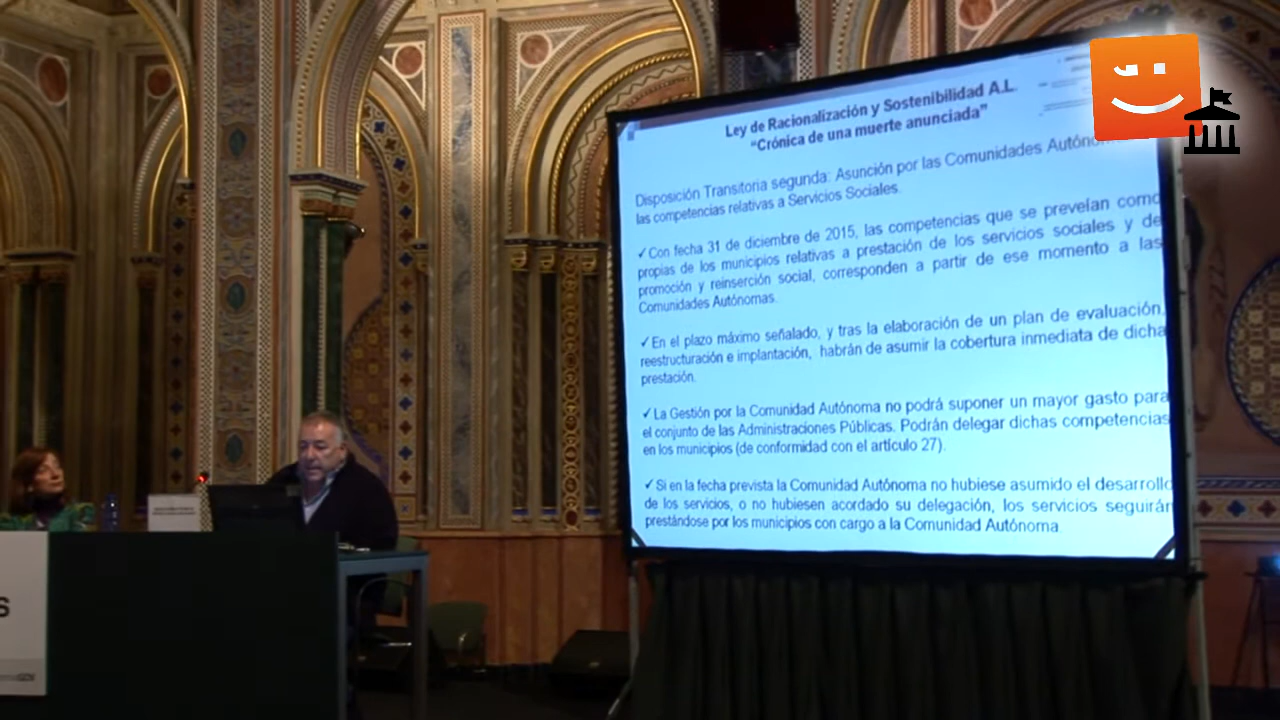 Ley de Racionalización y Sostenibilidad A.L.
“Crónica de una muerte anunciada”
Disposición Transitoria segunda: Asunción por las Comunidades
las competencias relativas a Servicios Sociales.
✓Con fecha 31 de diciembre de 2015, las competencias que se preveían como
propias de los municipios relativas a prestación de los servicios sociales y de
promoción y reinserción social, corresponden a partir de ese momento a las
Comunidades Autónomas.
✓En el plazo máximo señalado, y tras la elaboración de un plan de evaluación,
reestructuración e implantación, habrán de asumir la cobertura inmediata de dicha
prestación.
✓La Gestión por la Comunidad Autónoma no podrá suponer un mayor gasto para
el conjunto de las Administraciones Públicas. Podrán delegar dichas competencias
en los municipios (de conformidad con el artículo 27).
✓Si en la fecha prevista la Comunidad Autónoma no hubiese asumido el desarrollo
de los servicios, o no hubiesen acordado su delegación, los servicios seguirán
prestándose por los municipios con cargo a la Comunidad Autónoma.
S